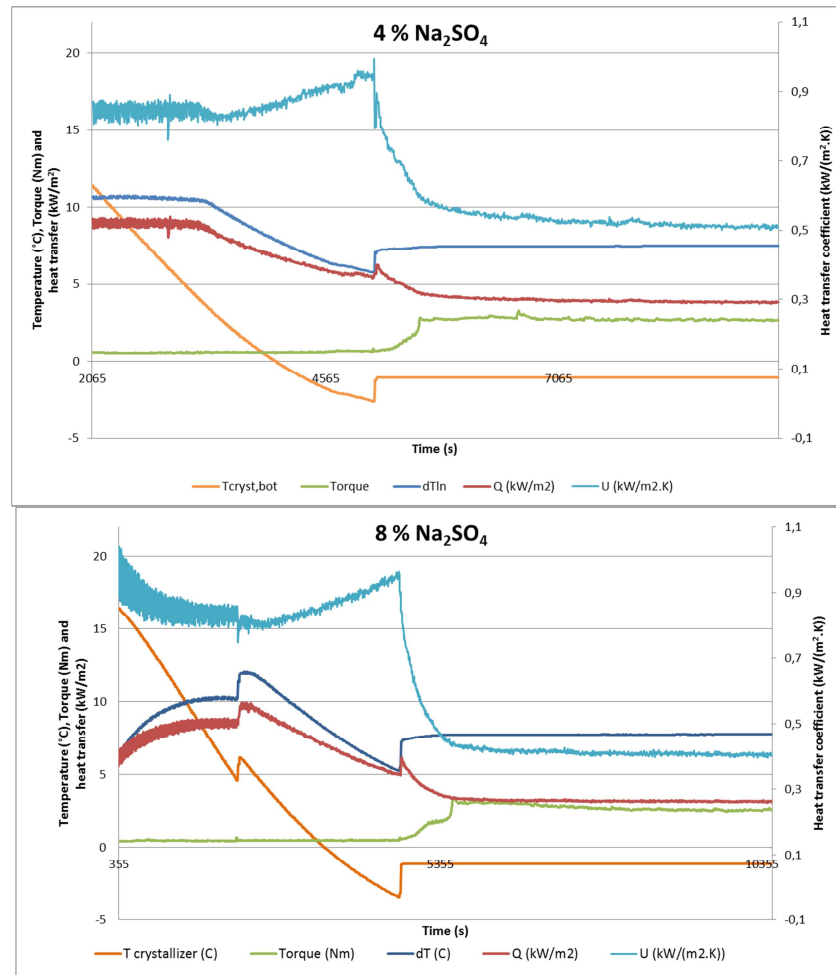 4 % Na₂SO₄
20
15
10
5
0
-5
2065
4565
7065
1,1
0,9
0,7
0,5
0,3
0,1
-0,1
Temperature (°C), Torque (Nm) and
heat transfer (kW/m²)
Heat transfer coefficient (kW/(m².K))
Time (s)
Tcryst,bot Torque dTln Q (kW/m2) U (kW/m2.K)
8 % Na₂SO₄
20
15
10
5
0
-5
355
5355
10355
1,1
0,9
0,7
0,5
0,3
0,1
-0,1
Temperature (°C), Torque (Nm) and
heat transfer (kW/m2)
Heat transfer coefficient (kW/(m².K))
Time (s)
T crystallizer (C) Torque (Nm) dT (C) Q (kW/m2) U (kW/(m2.K))